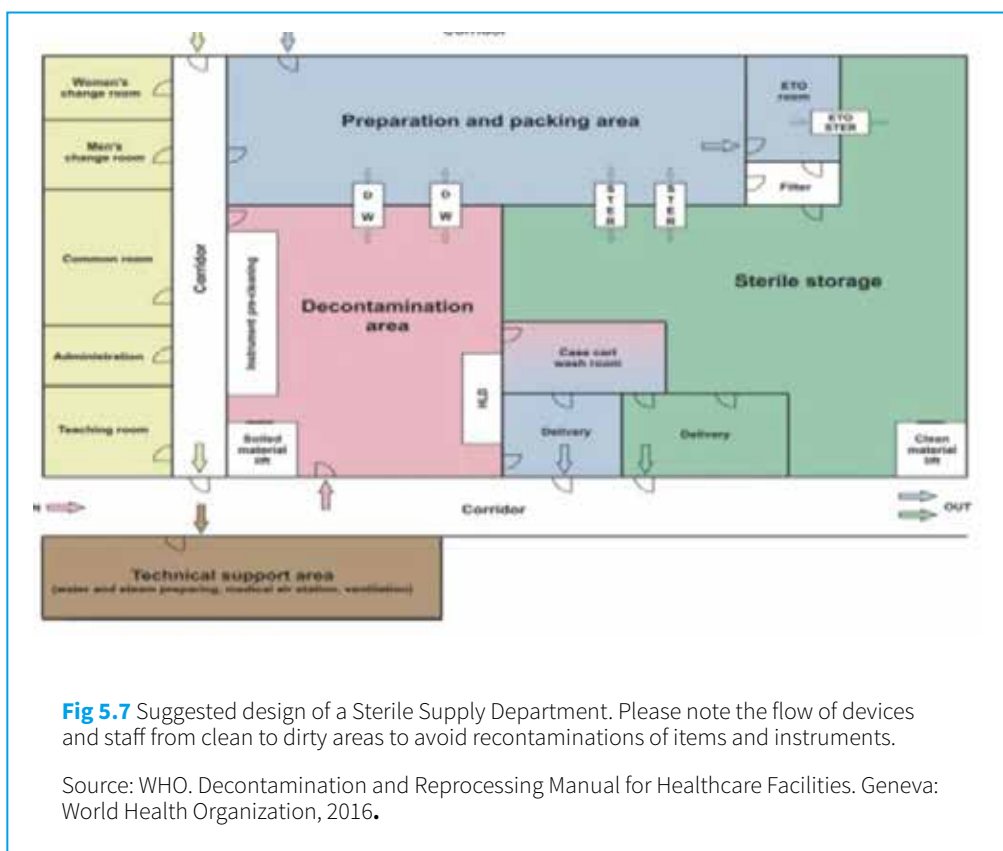 Corridor
Women's
change room
Men's
change room
Common room
Administration
Teaching room
Corridor
Preparation and packing area
ETO
room
ETO
STER
Filter
D
W
D
W
STER
STER
Instrument pre-cleaning
Decontamination
area
HLD
Soiled
material
lift
Sterile storage
Case cart
wash room
Delivery
Delivery
Clean
material
lift
Corridor
OUT
Technical support area
(water and steam preparing, medical air station, ventilation)
Fig 5.7 Suggested design of a Sterile Supply Department. Please note the flow of devices
and staff from clean to dirty areas to avoid recontaminations of items and instruments.
Source: WHO. Decontamination and Reprocessing Manual for Healthcare Facilities. Geneva:
World Health Organization, 2016.